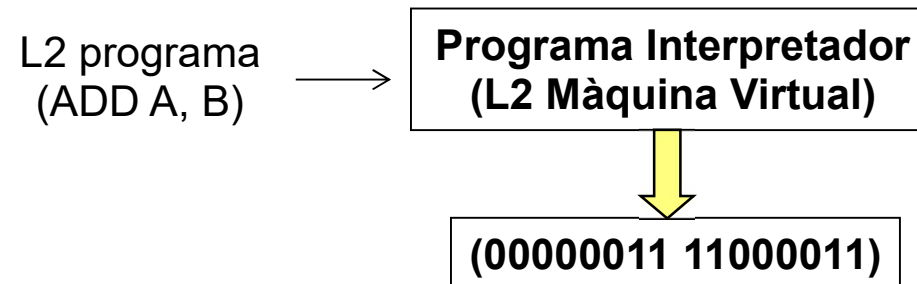 L2 programa
(ADD A, B)
Programa Interpretador
(L2 Màquina Virtual)
(00000011 11000011)